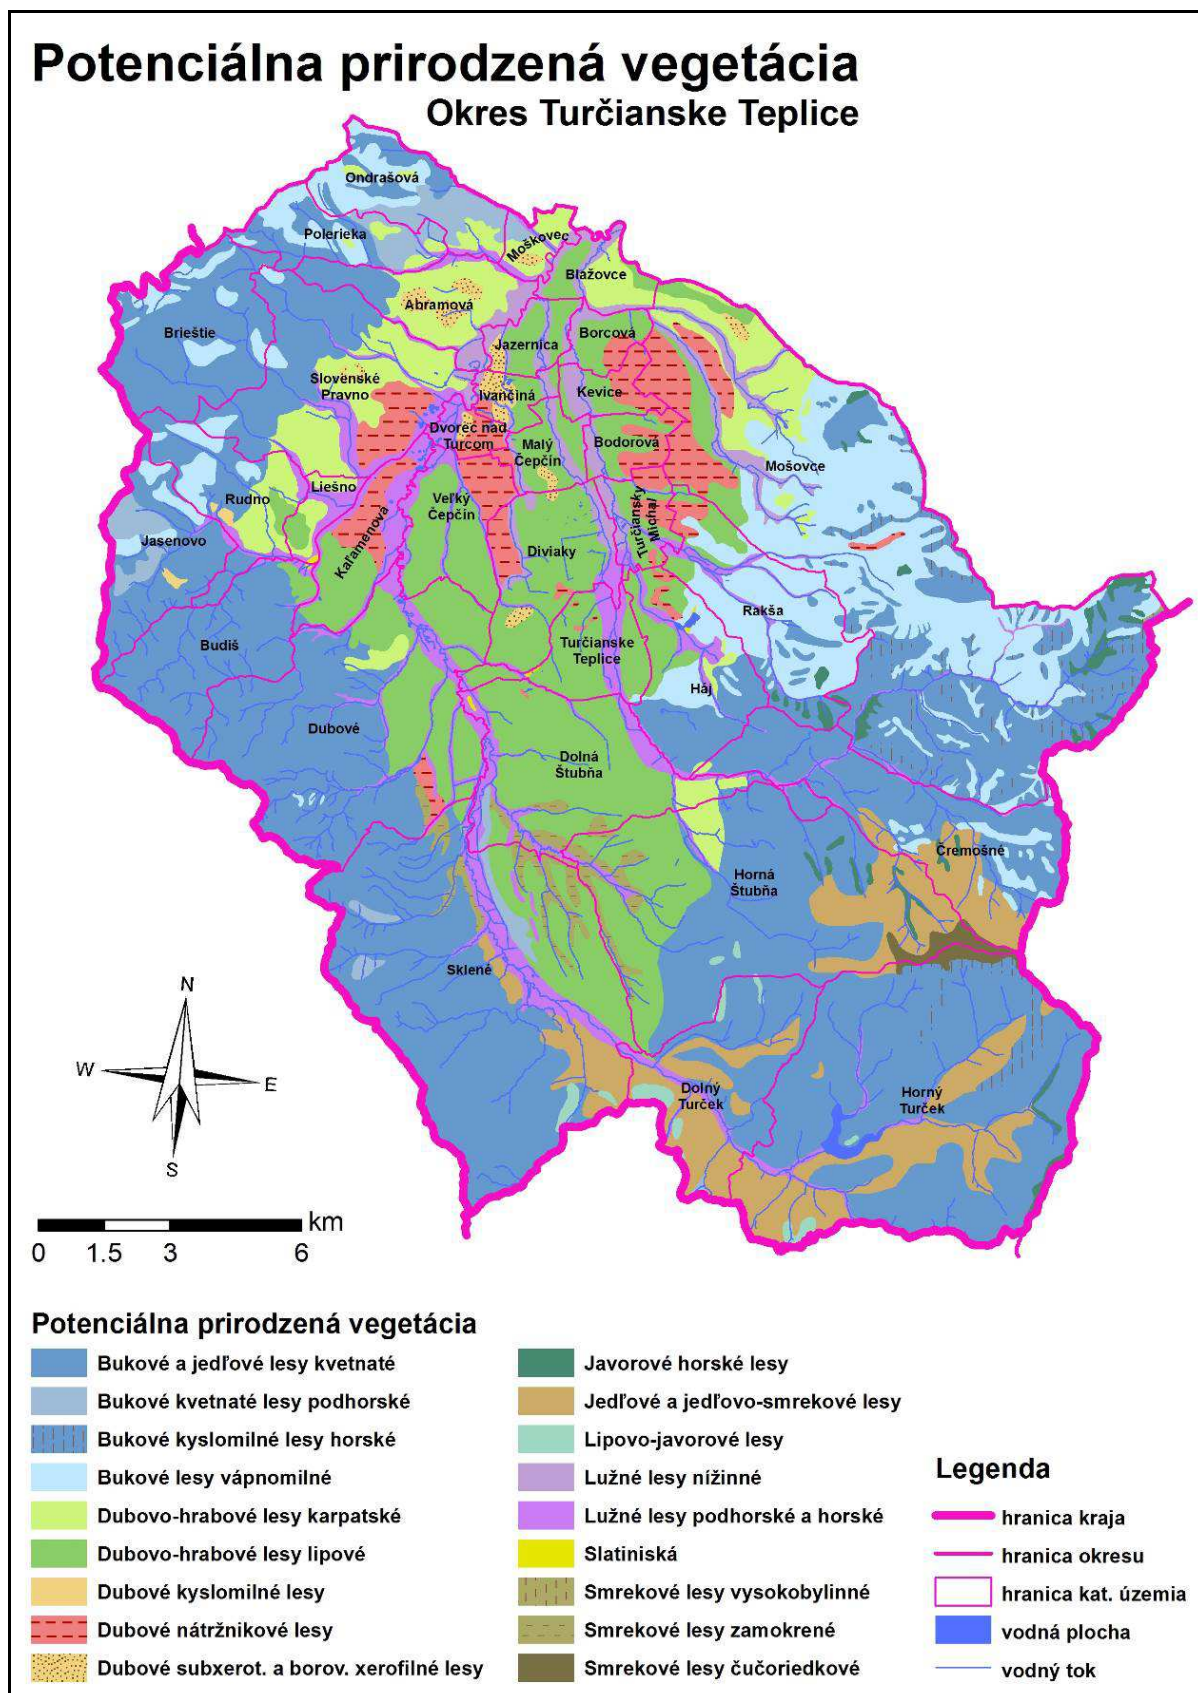 Potenciálna prirodzená vegetácia
Okres Turčianske Teplice
Ondrašová
Polerieka
Moškovec
Blažovce
Abramová
Brieštie
Jazernica
Borcová
Slovenské
Pravno
Ivančiná
Kevice
Dvorec nad
Turcom
Malý
Čepčín
Bodorová
Mošovce
Liešno
Rudno
Veľký
Čepčín
Turčiansky
Michal
Jasenovo
Kaľamenová
Diviaky
Rakša
Budiš
Turčianske
Teplice
Háj
Dubové
Dolná
Štubňa
Čremošné
Horná
Štubňa
Sklené
Dolný
Turček
Horný
Turček
N
W
E
S
km
0 1.5 3 6
Potenciálna prirodzená vegetácia
Bukové a jedľové lesy kvetnaté
Bukové kvetnaté lesy podhorské
Bukové kyslomilné lesy horské
Bukové lesy vápnomilné
Dubovo-hrabové lesy karpatské
Dubovo-hrabové lesy lipové
Dubové kyslomilné lesy
Dubové nátržnikové lesy
Dubové subxerot. a borov. xerofilné lesy
Javorové horské lesy
Jedľové a jedľovo-smrekové lesy
Lipovo-javorové lesy
Lužné lesy nížinné
Lužné lesy podhorské a horské
Slatiniská
Smrekové lesy vysokobylinné
Smrekové lesy zamokrené
Smrekové lesy čučoriedkové
Legenda
hranica kraja
hranica okresu
hranica kat. územia
vodná plocha
vodný tok